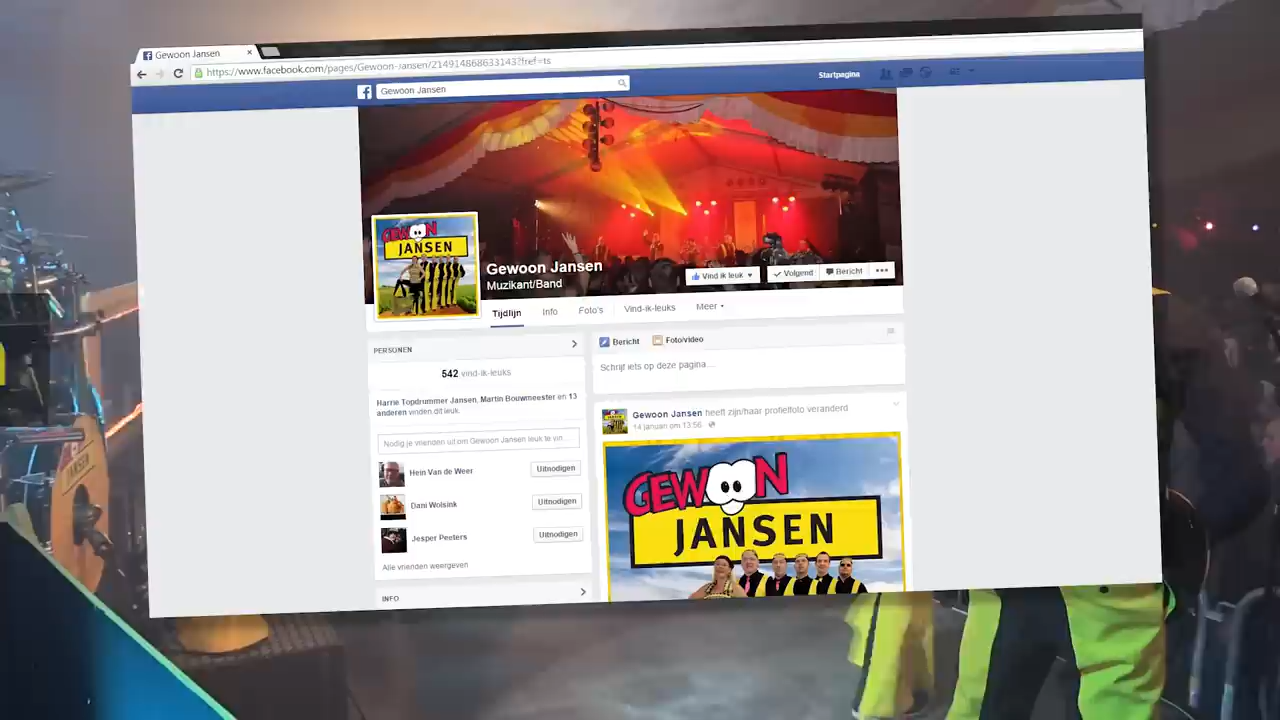 Gewoon Jansen
https://www.facebook.com/pages/Gewoon-Jansen/214914868633143?fref=ts
Gewoon Jansen
Startpagina
GEWOON
JANSEN
Gewoon Jansen
Muzikant/Band
Vind ik leuk
Volgend
Bericht
Tijdlijn
Info
Foto's
Vind-ik-leuks
Meer
PERSONEN
542 vind-ik-leuks
Harrie Topdrummer Jansen, Martin Bouwmeester en 13
anderen vinden dit leuk.
Nodig je vrienden uit om Gewoon Jansen leuk te vin...
Hein Van de Weer
Uitnodigen
Dani Wolsink
Uitnodigen
Jesper Peeters
Uitnodigen
Alle vrienden weergeven
INFO
Bericht
Foto/video
Schrijf iets op deze pagina...
Gewoon Jansen heeft zijn/haar profielfoto veranderd
14 januari om 13:56
GEWOON
JANSEN
JANSEN